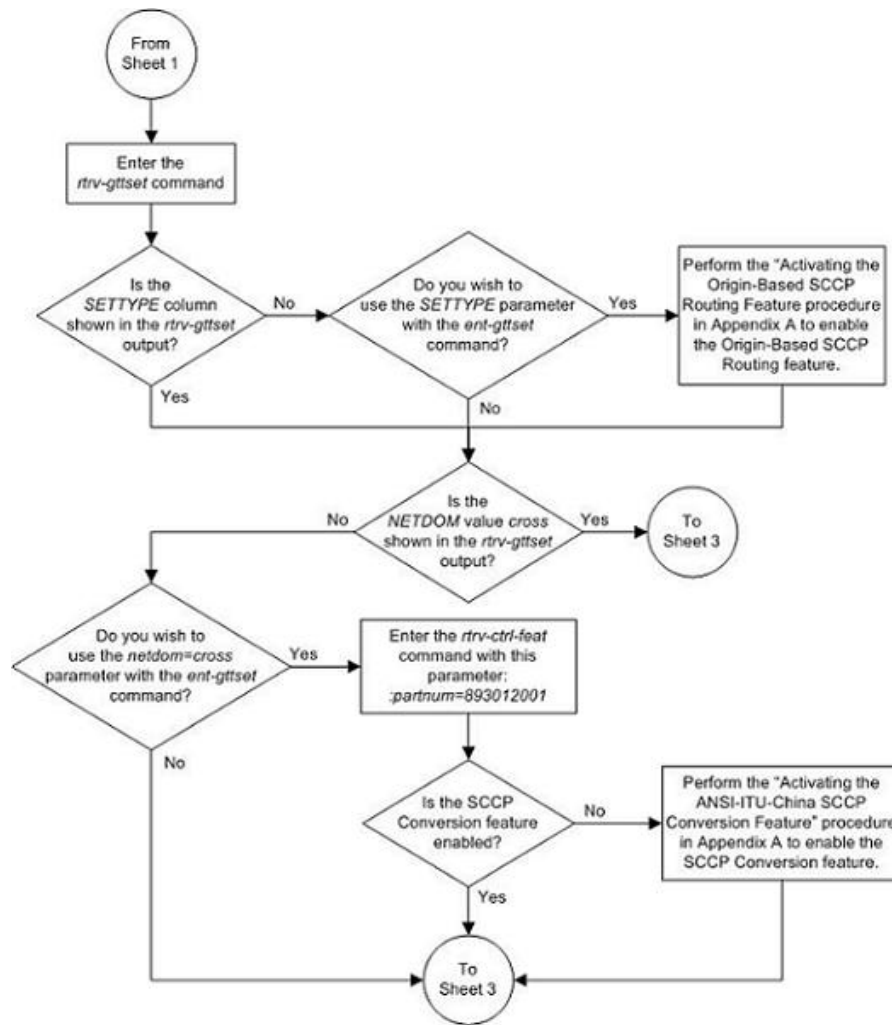 From
Sheet 1
Enter the
rtrv-gttset command
Is the
SETTYPE column
shown in the rtrv-gttset
output?
No
Yes
Do you wish to
use the SETTYPE parameter
with the ent-gttset
command?
Yes
No
Perform the "Activating the
Origin-Based SCCP
Routing Feature procedure
in Appendix A to enable
the Origin-Based SCCP
Routing feature.
Is the
NETDOM value cross
shown in the rtrv-gttset
output?
No
Yes
To
Sheet 3
Do you wish to
use the netdom=cross
parameter with the ent-gttset
command?
Yes
No
Enter the rtrv-ctrl-feat
command with this
parameter:
:partnum=893012001
Is the SCCP
Conversion feature
enabled?
No
Yes
Perform the "Activating the
ANSI-ITU-China SCCP
Conversion Feature" procedure
in Appendix A to enable the
SCCP Conversion feature.
To
Sheet 3